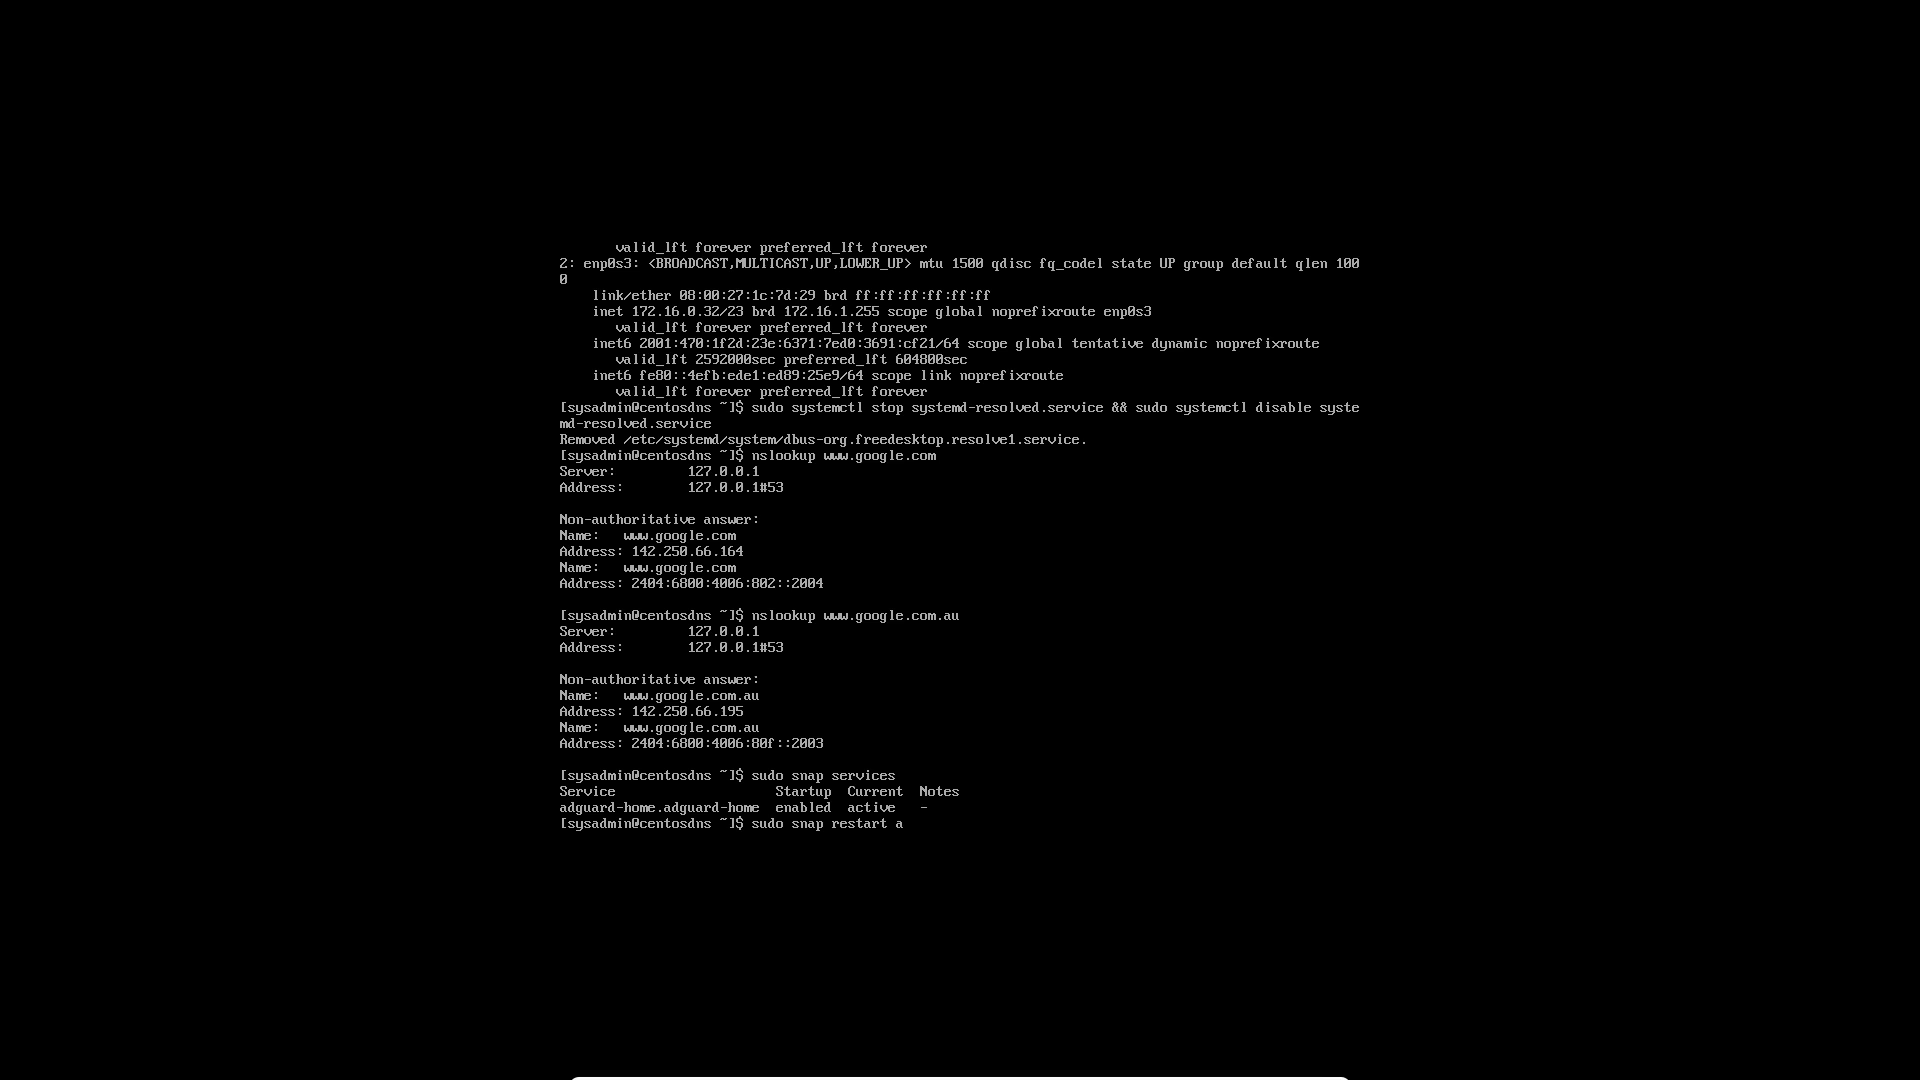 valid_lft forever preferred_lft forever
2: enp0s3: <BROADCAST,MULTICAST,UP,LOWER_UP> mtu 1500 qdisc fq_codel state UP group default qlen 100
0
    link/ether 08:00:27:1c:7d:29 brd ff:ff:ff:ff:ff:ff
    inet 172.16.0.32/23 brd 172.16.1.255 scope global noprefixroute enp0s3
       valid_lft forever preferred_lft forever
    inet6 2001:470:1f2d:23e:6371:7ed0:3691:cf21/64 scope global tentative dynamic noprefixroute
       valid_lft 2592000sec preferred_lft 604800sec
    inet6 fe80::4efb:ede1:ed89:25e9/64 scope link noprefixroute
       valid_lft forever preferred_lft forever
[sysadmin@centosdns ~]$ sudo systemctl stop systemd-resolved.service && sudo systemctl disable syste
md-resolved.service
Removed /etc/systemd/system/dbus-org.freedesktop.resolve1.service.
[sysadmin@centosdns ~]$ nslookup www.google.com
Server:         127.0.0.1
Address:        127.0.0.1#53

Non-authoritative answer:
Name:   www.google.com
Address: 142.250.66.164
Name:   www.google.com
Address: 2404:6800:4006:802::2004

[sysadmin@centosdns ~]$ nslookup www.google.com.au
Server:         127.0.0.1
Address:        127.0.0.1#53

Non-authoritative answer:
Name:   www.google.com.au
Address: 142.250.66.195
Name:   www.google.com.au
Address: 2404:6800:4006:80f::2003

[sysadmin@centosdns ~]$ sudo snap services
Service                    Startup  Current  Notes
adguard-home.adguard-home  enabled  active   -
[sysadmin@centosdns ~]$ sudo snap restart a